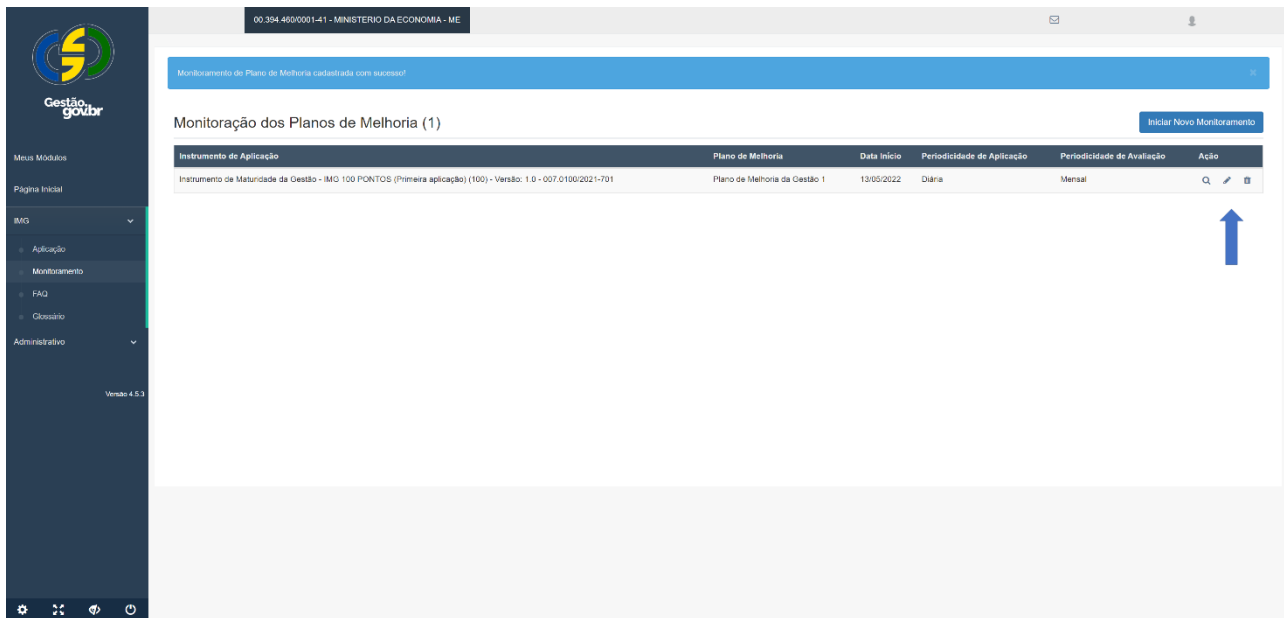 00.394.460/0001-41 - MINISTERIO DA ECONOMIA - ME
Gestão.
gov.br
Meus Módulos
Página Inicial
IMG
Aplicação
Monitoramento
FAQ
Glossário
Administrativo
Versão 4.5.3
Monitoramento de Plano de Melhoria cadastrada com sucesso!
Monitoração dos Planos de Melhoria (1)
Iniciar Novo Monitoramento
Instrumento de Aplicação Plano de Melhoria Data Início Periodicidade de Aplicação Periodicidade de Avaliação Ação
Instrumento de Maturidade da Gestão - IMG 100 PONTOS (Primeira aplicação) (100) - Versão: 1.0 - 007.0100/2021-701 Plano de Melhoria da Gestão 1 13/05/2022 Diária Mensal